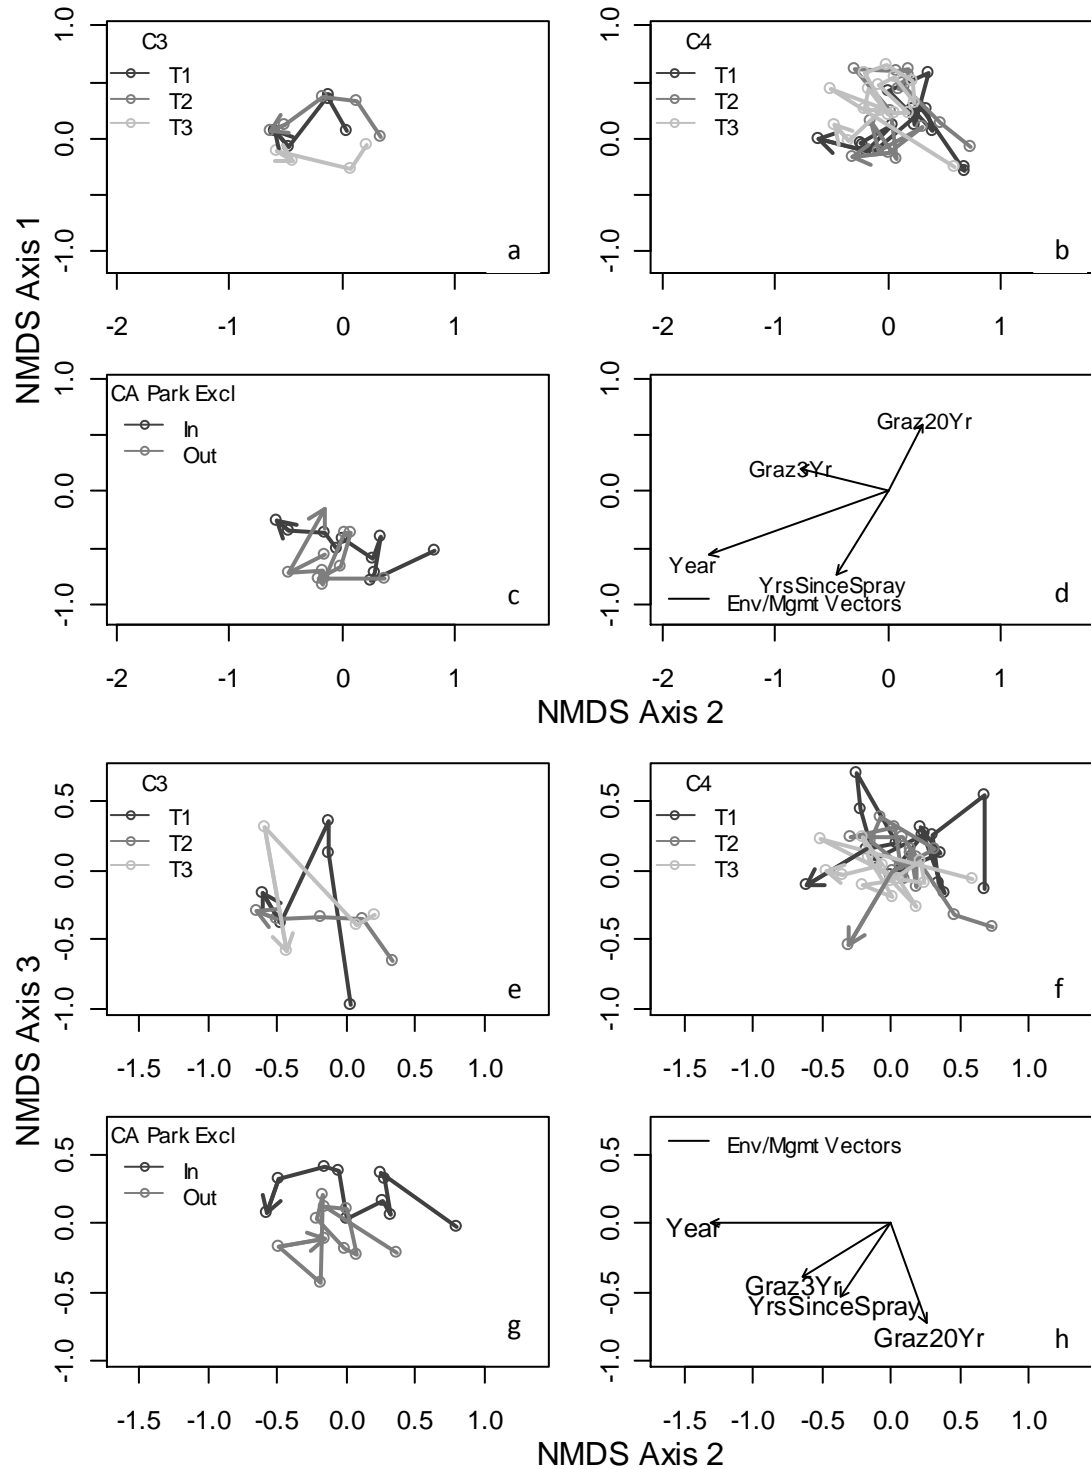 C3
T1
T2
T3
1.0
0.0
-1.0
-2
-1
0
1
a
C4
T1
T2
T3
1.0
0.0
-1.0
-2
-1
0
1
b
NMDS Axis 1
CA Park Excl
In
Out
1.0
0.0
-1.0
-2
-1
0
1
c
Graz20Yr
Graz3Yr
Year
YrsSinceSpray
Env/Mgmt Vectors
1.0
0.0
-1.0
-2
-1
0
1
d
NMDS Axis 2
C3
T1
T2
T3
0.5
0.0
-0.5
-1.0
-1.5
-1.0
-0.5
0.0
0.5
1.0
e
C4
T1
T2
T3
0.5
0.0
-0.5
-1.0
-1.5
-1.0
-0.5
0.0
0.5
1.0
f
NMDS Axis 3
CA Park Excl
In
Out
0.5
0.0
-0.5
-1.0
-1.5
-1.0
-0.5
0.0
0.5
1.0
g
Env/Mgmt Vectors
Year
Graz3Yr
YrsSinceSpray
Graz20Yr
0.5
0.0
-0.5
-1.0
-1.5
-1.0
-0.5
0.0
0.5
1.0
h
NMDS Axis 2